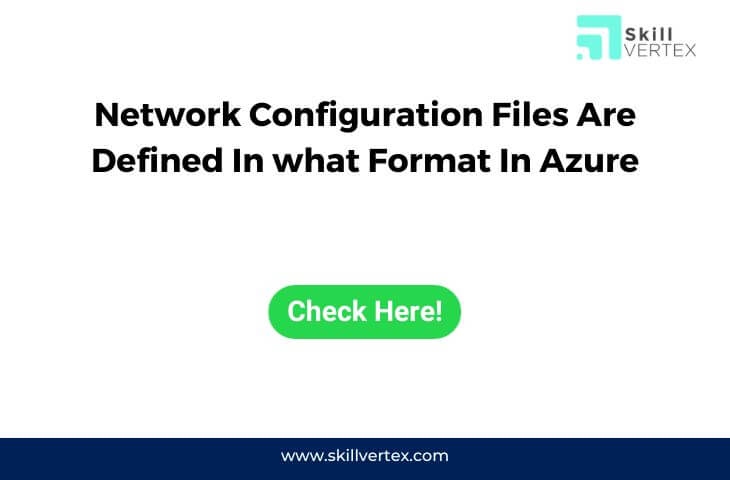 Skill
VERTEX
Network Configuration Files Are
Defined In what Format In Azure
Check Here!
www.skillvertex.com